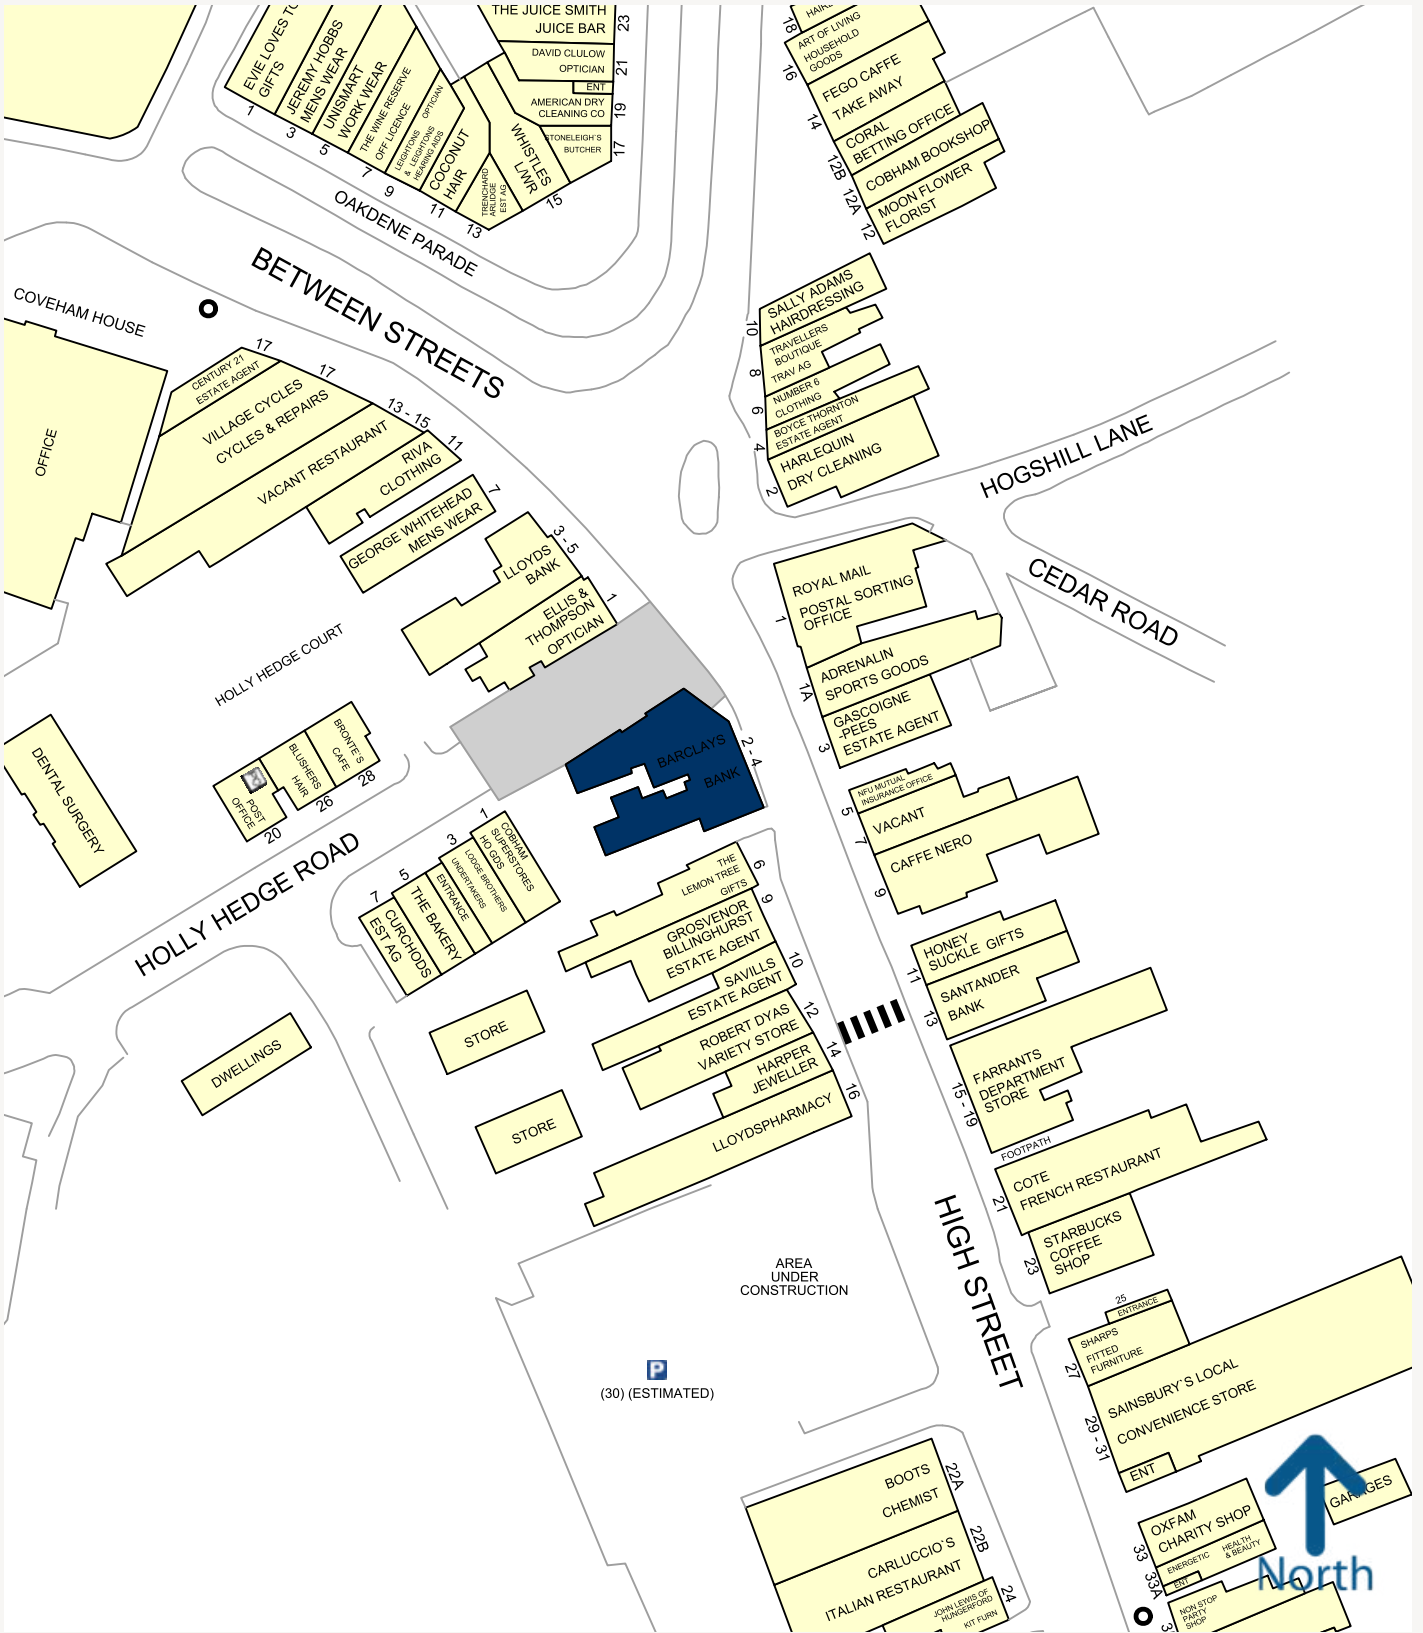 EVIE LOVES TO
GIFTS
1
JEREMY HOBBS
MENS WEAR
3
UNISMART
WORK WEAR
5
THE WINE RESERVE
OFF LICENCE
7
LEIGHTONS OPTICIAN
& LEIGHTONS
HEARING AIDS
9
COCONUT
HAIR
11
TRENCHARD
ARLIDGE
EST AG
13
WHISTLES
L/WR
15
THE JUICE SMITH
JUICE BAR
23
DAVID CLULOW
OPTICIAN
21
ENT
AMERICAN DRY
CLEANING CO
19
STONELEIGH`S
BUTCHER
17
OAKDENE PARADE
BETWEEN STREETS
18
ART OF LIVING
HOUSEHOLD
GOODS
16
FEGO CAFFE
TAKE AWAY
14
CORAL
BETTING OFFICE
12B
COBHAM BOOKSHOP
12A
MOON FLOWER
FLORIST
12
SALLY ADAMS
HAIRDRESSING
10
TRAVELLERS
BOUTIQUE
TRAV AG
8
NUMBER 6
CLOTHING
6
BOYCE THORNTON
ESTATE AGENT
4
HARLEQUIN
DRY CLEANING
2
HOGSHILL LANE
CEDAR ROAD
COVEHAM HOUSE
OFFICE
CENTURY 21
ESTATE AGENT
17
VILLAGE CYCLES
CYCLES & REPAIRS
17
VACANT RESTAURANT
13 - 15
RIVA
CLOTHING
11
GEORGE WHITEHEAD
MENS WEAR
7
LLOYDS
BANK
3 - 5
ELLIS &
THOMPSON
OPTICIAN
1
ROYAL MAIL
POSTAL SORTING
OFFICE
1
ADRENALIN
SPORTS GOODS
1A
GASCOIGNE
-PEES
ESTATE AGENT
3
HOLLY HEDGE COURT
DENTAL SURGERY
POST
OFFICE
20
BLUSHERS
HAIR
26
BRONTE`S
CAFE
28
BARCLAYS
BANK
2 - 4
NFU MUTUAL
INSURANCE OFFICE
5
VACANT
7
CAFFE NERO
9
HOLLY HEDGE ROAD
COBHAM
SUPERSTORES
HO GDS
1
LODGE BROTHERS
UNDERTAKERS
3
ENTRANCE
THE BAKERY
5
CURCHODS
EST AG
7
THE
LEMON TREE
GIFTS
6
GROSVENOR
BILLINGHURST
ESTATE AGENT
9
SAVILLS
ESTATE AGENT
10
ROBERT DYAS
VARIETY STORE
12
HARPER
JEWELLER
14
LLOYDSPHARMACY
16
HONEY
SUCKLE GIFTS
11
SANTANDER
BANK
13
FARRANTS
DEPARTMENT
STORE
15 - 19
FOOTPATH
COTE
FRENCH RESTAURANT
21
STARBUCKS
COFFEE
SHOP
23
STORE
STORE
DWELLINGS
AREA
UNDER
CONSTRUCTION
P
(30) (ESTIMATED)
HIGH STREET
25
ENTRANCE
SHARPS
FITTED
FURNITURE
27
SAINSBURY`S LOCAL
CONVENIENCE STORE
29 - 31
ENT
GARAGES
OXFAM
CHARITY SHOP
33
ENERGETIC HEALTH
& BEAUTY
ENT
33A
NON STOP
PARTY
SHOP
North
BOOTS
CHEMIST
22A
CARLUCCIO`S
ITALIAN RESTAURANT
22B
JOHN LEWIS OF
HUNGERFORD
KIT FURN
24